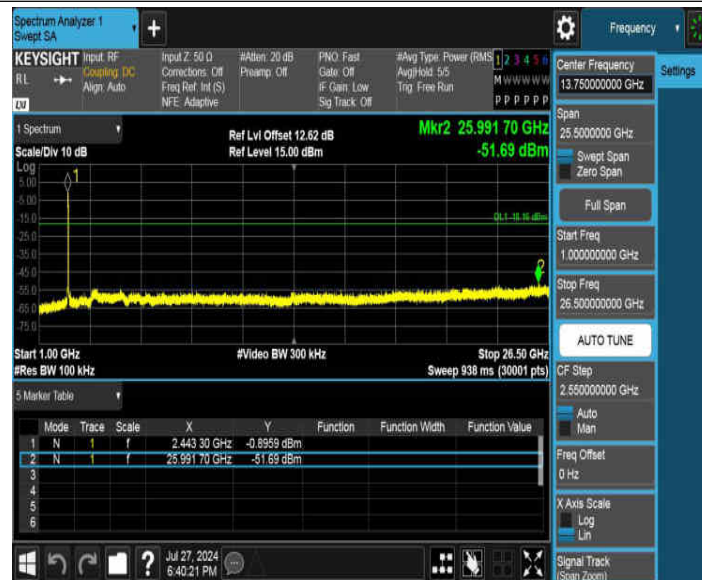 Spectrum Analyzer 1
Swept SA
+
Frequency
KEYSIGHT
RL
LXI
Input: RF
Coupling: DC
Align: Auto
Input Z: 50 Ω
Corrections: Off
Freq Ref: Int (S)
NFE: Adaptive
#Atten: 20 dB
Preamp: Off
PNO: Fast
Gate: Off
IF Gain: Low
Sig Track: Off
#Avg Type: Power (RMS
Avg|Hold: 5/5
Trig: Free Run
1 2 3 4 5 6
M W W W W W
P P P P P P
1 Spectrum
Scale/Div 10 dB
Ref Lvl Offset 12.62 dB
Ref Level 15.00 dBm
Mkr2 25.991 70 GHz
-51.69 dBm
Log
5.00
-5.00
-15.0
-25.0
-35.0
-45.0
-55.0
-65.0
-75.0
1
2
Start 1.00 GHz
#Res BW 100 kHz
#Video BW 300 kHz
Stop 26.50 GHz
Sweep 938 ms (30001 pts)
5 Marker Table
Mode Trace Scale X Y Function Function Width Function Value
1 N 1 f 2.443 30 GHz -0.8959 dBm
2 N 1 f 25.991 70 GHz -51.69 dBm
3
4
5
6
Jul 27, 2024
6:40:21 PM
Center Frequency
13.750000000 GHz
Settings
Span
25.5000000 GHz
Swept Span
Zero Span
Full Span
Start Freq
1.000000000 GHz
Stop Freq
26.500000000 GHz
AUTO TUNE
CF Step
2.550000000 GHz
Auto
Man
Freq Offset
0 Hz
X Axis Scale
Log
Lin
Signal Track
(Span Zoom)